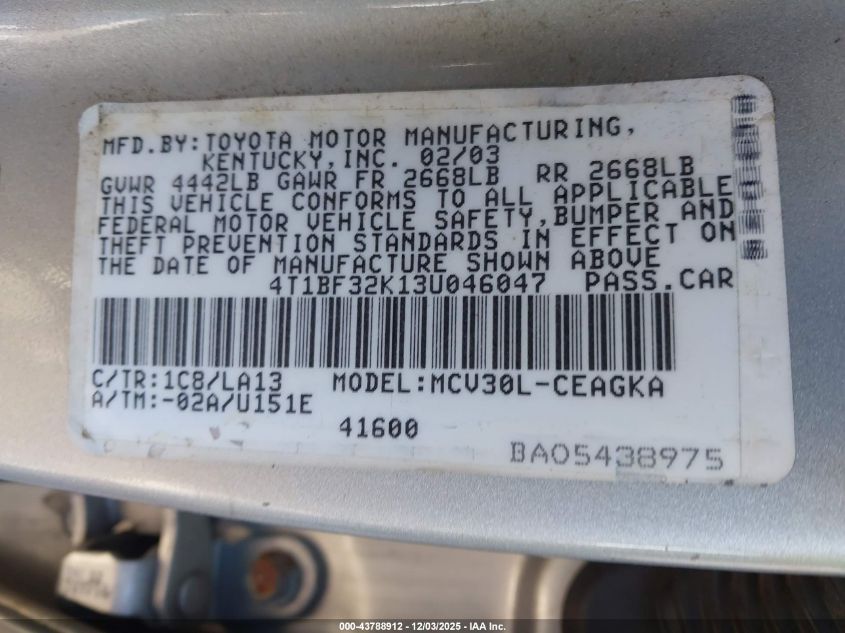 MFD.BY:TOYOTA MOTOR MANUFACTURING,
KENTUCKY,INC. 02/03
GVWR 4442LB GAWR FR 2668LB RR 2668LB
THIS VEHICLE CONFORMS TO ALL APPLICABLE
FEDERAL MOTOR VEHICLE SAFETY,BUMPER AND
THEFT PREVENTION STANDARDS IN EFFECT ON
THE DATE OF MANUFACTURE SHOWN ABOVE
4T1BF32K13U046047 PASS.CAR
C/TR:1C8/LA13 MODEL:MCV30L-CEAGKA
A/TM:-02A/U151E
41600
BA05438975
000-43788912 - 12/03/2025 - IAA Inc.